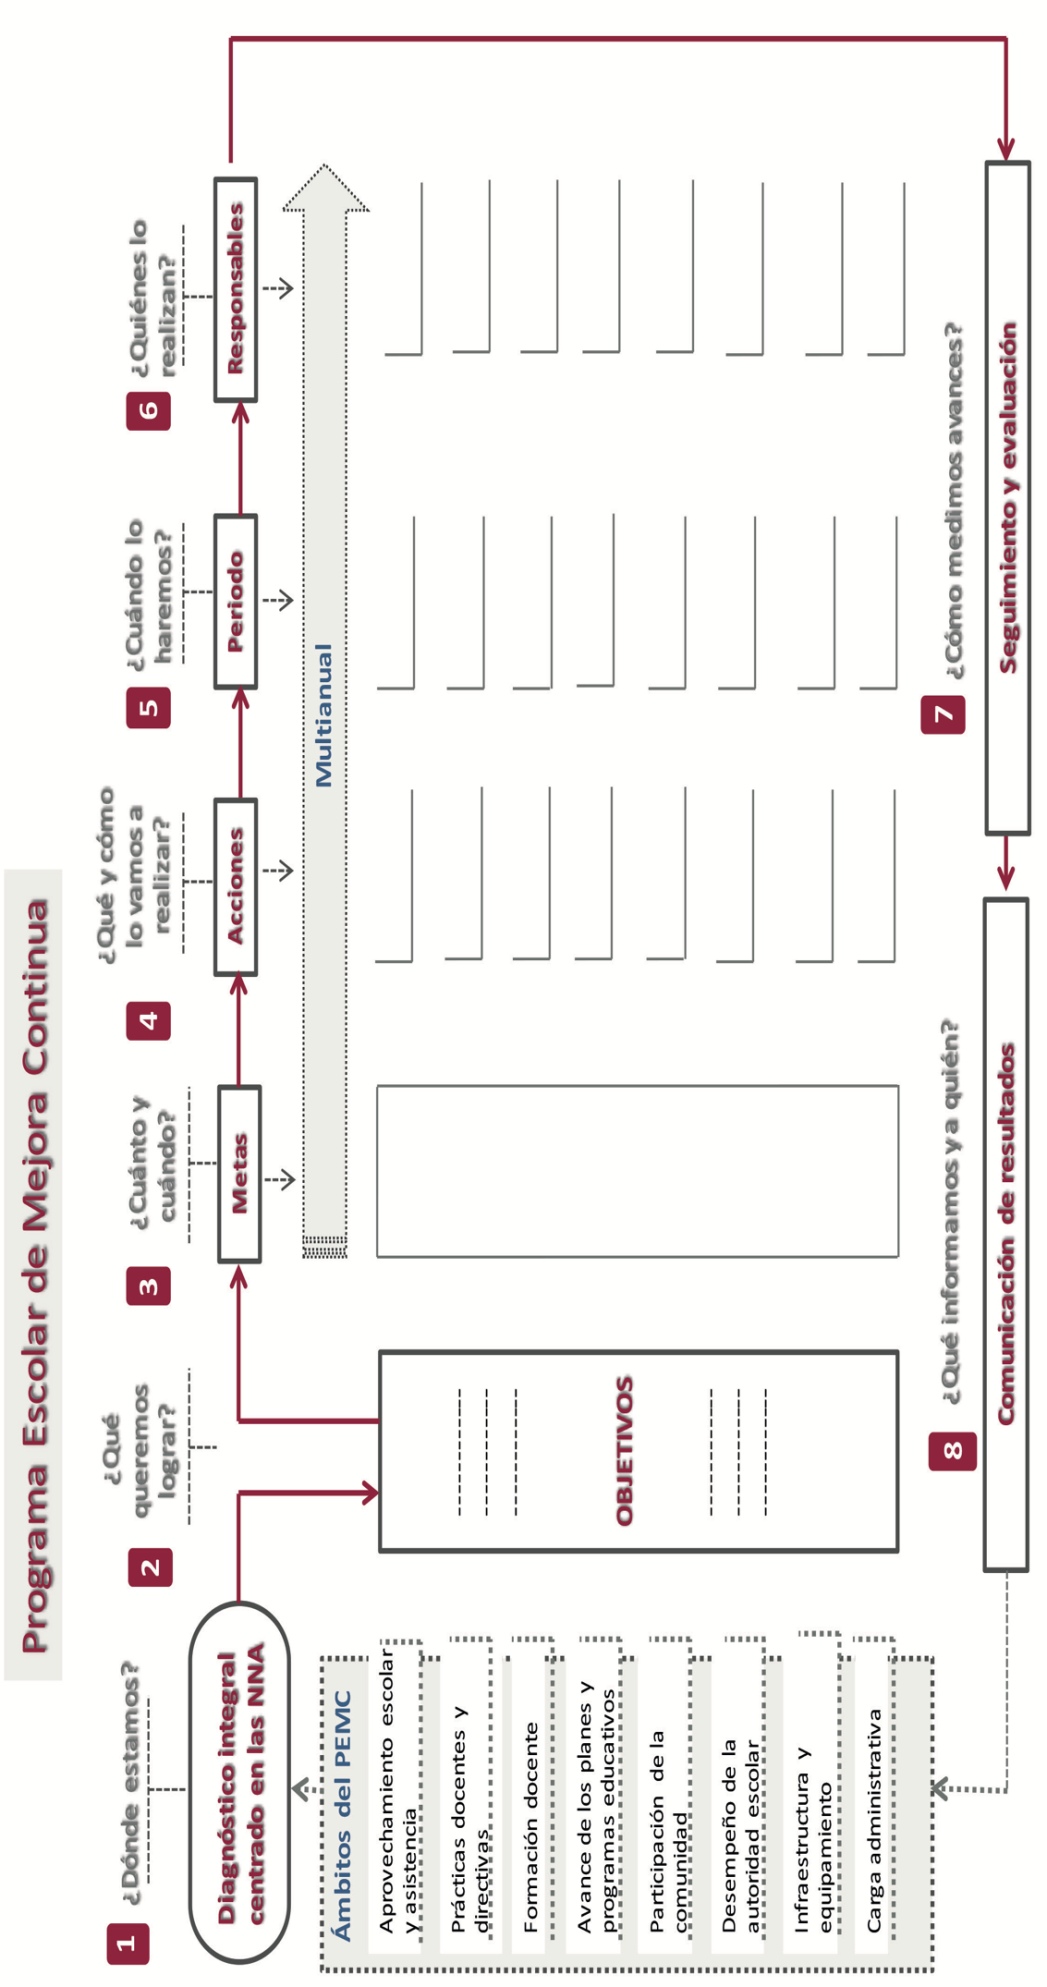 Programa Escolar de Mejora Continua
1
¿Dónde estamos?
Diagnóstico integral
centrado en las NNA
2
¿Qué
queremos
lograr?
3
¿Cuánto y
cuándo?
Metas
4
¿Qué y cómo
lo vamos a
realizar?
Acciones
5
¿Cuándo lo
haremos?
Periodo
6
¿Quiénes lo
realizan?
Responsables
Multianual
Ámbitos del PEMC
Aprovechamiento escolar
y asistencia
Prácticas docentes y
directivas
Formación docente
Avance de los planes y
programas educativos
Participación de la
comunidad
Desempeño de la
autoridad escolar
Infraestructura y
equipamiento
Carga administrativa
OBJETIVOS
8
¿Qué informamos y a quién?
Comunicación de resultados
7
¿Cómo medimos avances?
Seguimiento y evaluación